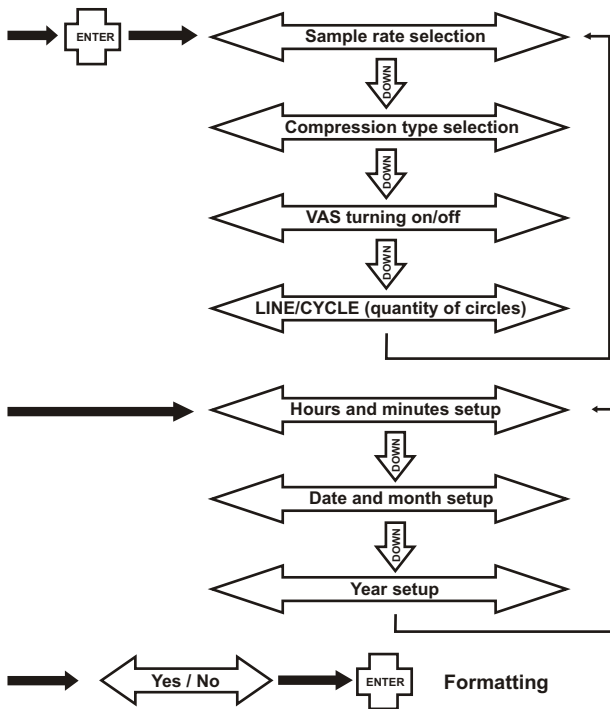 ENTER
Sample rate selection
DOWN
Compression type selection
DOWN
VAS turning on/off
DOWN
LINE/CYCLE (quantity of circles)
Hours and minutes setup
DOWN
Date and month setup
DOWN
Year setup
Yes / No
ENTER
Formatting